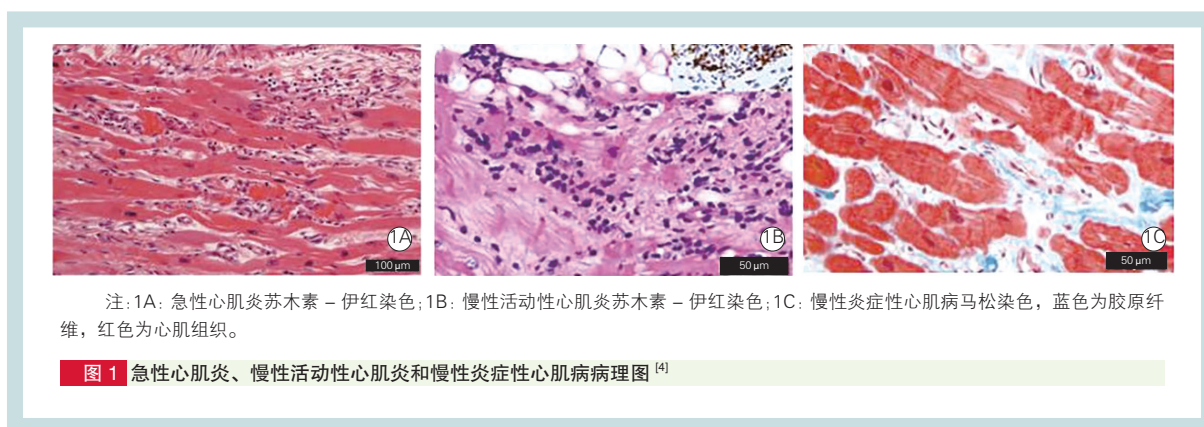 1A
100 μm
1B
50 μm
1C
50 μm
注:1A: 急性心肌炎苏木素 – 伊红染色;1B: 慢性活动性心肌炎苏木素 – 伊红染色;1C: 慢性炎症性心肌病马松染色，蓝色为胶原纤
维，红色为心肌组织。
图 1 急性心肌炎、慢性活动性心肌炎和慢性炎症性心肌病病理图 [4]